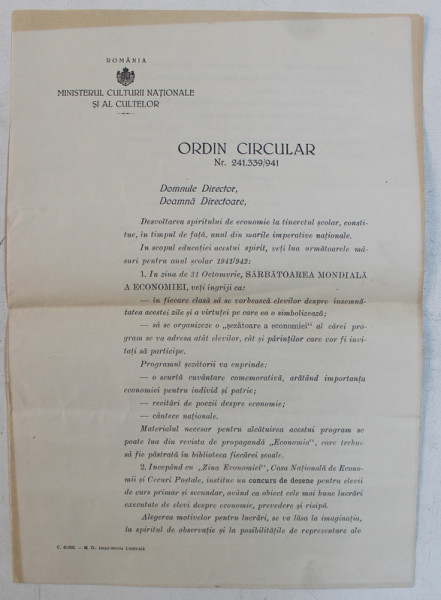 ROMÂNIA
MINISTERUL CULTURII NAȚIONALE
ȘI AL CULTELOR
ORDIN CIRCULAR
Nr. 241.339/941
Domnule Director,
Doamnă Directoare,
Desvoltarea spiritului de economie la tineretul școlar, consti-
tue, în timpul de față, unul din marile imperative naționale.
În scopul educației acestui spirit, veți lua următoarele mă-
suri pentru anul școlar 1941/942:
1. In ziua de 31 Octomvrie, SĂRBĂTOAREA MONDIALĂ
A ECONOMIEI, veți îngriji ca:
— în fiecare clasă să se vorbească elevilor despre însemnă-
tatea acestei zile și a virtuței pe care ea o simbolizează;
— să se organizeze o „șezătoare a economiei" al cărei pro-
gram se va adresa atât elevilor, cât și părinților care vor fi invi-
tați să participe.
Programul șezătorii va cuprinde:
— o scurtă cuvântare comemorativă, arătând importanța
economiei pentru individ și patrie;
— recitări de poezii despre economie;
— cântece naționale.
Materialul necesar pentru alcătuirea acestui program se
poate lua din revista de propagandă „Economia", care trebue
să fie păstrată în biblioteca fiecărei școale.
2. Începând cu „Ziua Economiei", Casa Națională de Econo-
mii și Cecuri Poștale, institue un concurs de desene pentru elevii
de curs primar și secundar, având ca obiect cele mai bune lucrări
executate de elevi despre economie, prevedere și risipă.
Alegerea motivelor pentru lucrări, se va lăsa la imaginația,
la spiritul de observație și la posibilitățile de reprezentare ale
M. O. Imprimeria Centrală